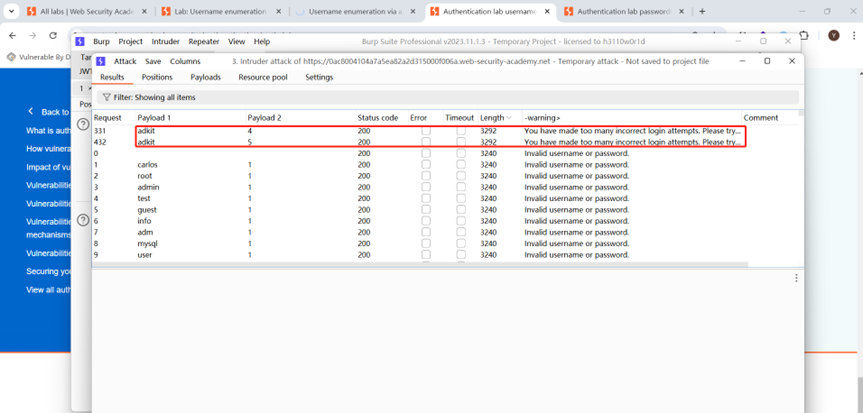 All labs | Web Security Acade
Lab: Username enumeration
Username enumeration via a
Authentication lab username
Authentication lab passwords
Vulnerable By D
Burp Project Intruder Repeater View Help
Burp Suite Professional v2023.11.1.3 - Temporary Project - licensed to h3110w0r1d
Tar
JWT
1
Pos
Attack Save Columns
3. Intruder attack of https://0ac8004104a7a5ea82a2d315000f006a.web-security-academy.net - Temporary attack - Not saved to project file
Results Positions Payloads Resource pool Settings
Filter: Showing all items
Request Payload 1 Payload 2 Status code Error Timeout Length -warning> Comment
331 adkit 4 200 3292 You have made too many incorrect login attempts. Please try...
432 adkit 5 200 3292 You have made too many incorrect login attempts. Please try...
0 200 3240 Invalid username or password.
1 carlos 1 200 3240 Invalid username or password.
2 root 1 200 3240 Invalid username or password.
3 admin 1 200 3240 Invalid username or password.
4 test 1 200 3240 Invalid username or password.
5 guest 1 200 3240 Invalid username or password.
6 info 1 200 3240 Invalid username or password.
7 adm 1 200 3240 Invalid username or password.
8 mysql 1 200 3240 Invalid username or password.
9 user 1 200 3240 Invalid username or password.
Back to
What is auth
How vulnera
Impact of vu
Vulnerabilitie
Vulnerabilitie
Vulnerabilitie
mechanisms
Vulnerabilitie
Securing you
View all auth
Y